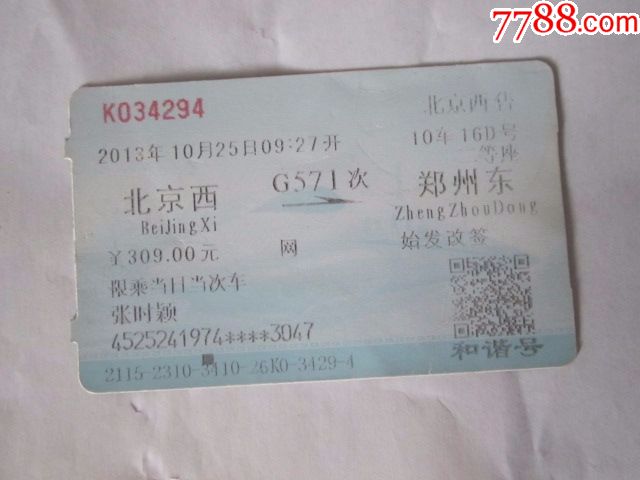 7788.com
K034294
北京西售
2013年10月25日09:27开
10车16D号
二等座
北京西
G571次
郑州东
BeiJingXi
ZhengZhouDong
¥309.00元
网
始发改签
限乘当日当次车
张时颖
4525241974****3047
和谐号
2115-2310-3410-26K0-3429-4